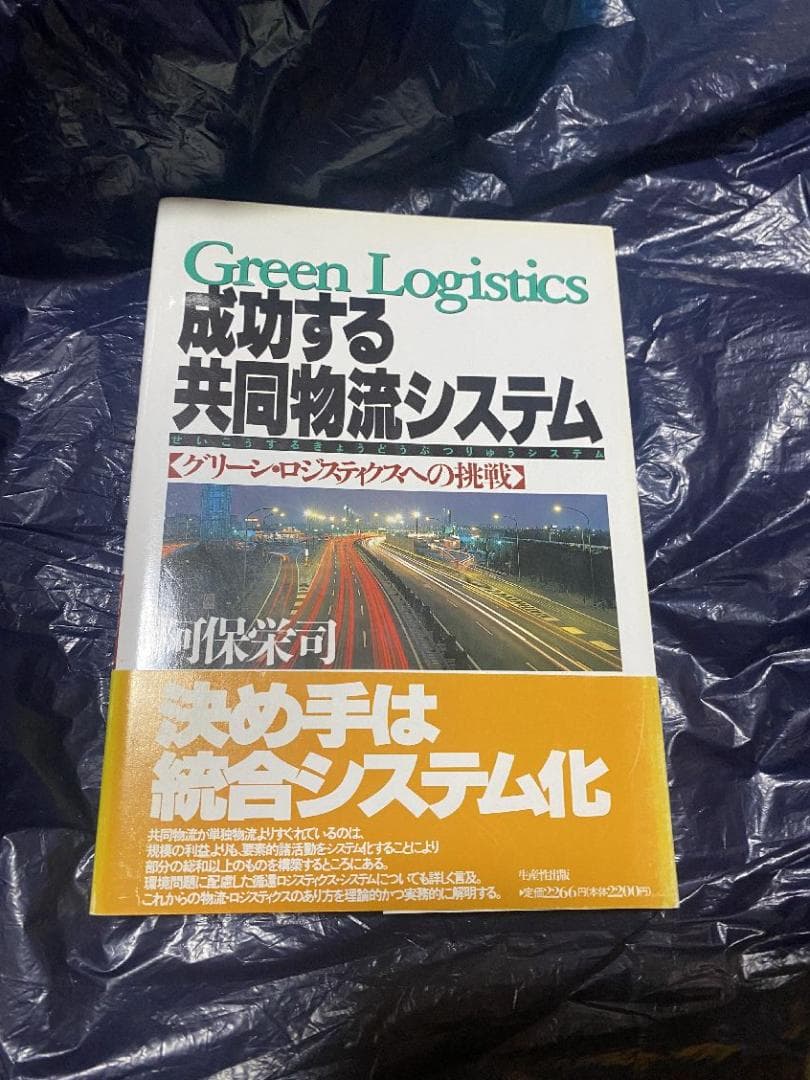 Green Logistics
成功する
共同物流システム
せいこうするきょうどうぶつりゅうシステム
【グリーン・ロジスティクスへの挑戦】
阿保栄司
決め手は
統合システム化
共同物流が単独物流よりすぐれているのは、
規模の利益よりも、要素的諸活動をシステム化することにより
部分の総和以上のものを構築するところにある。
環境問題に配慮した循環ロジスティクス・システムについても詳しく言及。
これからの物流・ロジスティクスのあり方を理論的かつ実務的に解明する。
生産性出版
▶定価2266円(本体2200円)